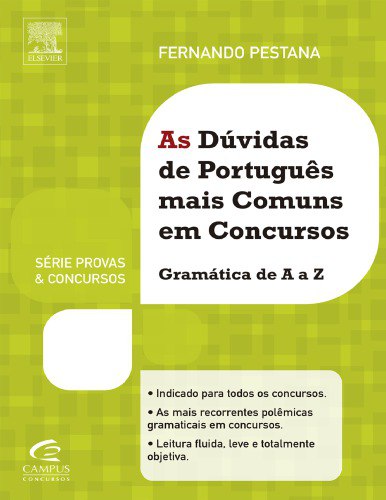 ELSEVIER
FERNANDO PESTANA
As Dúvidas
de Português
mais Comuns
em Concursos
Gramática de A a Z
SÉRIE PROVAS
& CONCURSOS
• Indicado para todos os concursos.
• As mais recorrentes polêmicas
gramaticais em concursos.
• Leitura fluida, leve e totalmente
objetiva.
CAMPUS
CONCURSOS